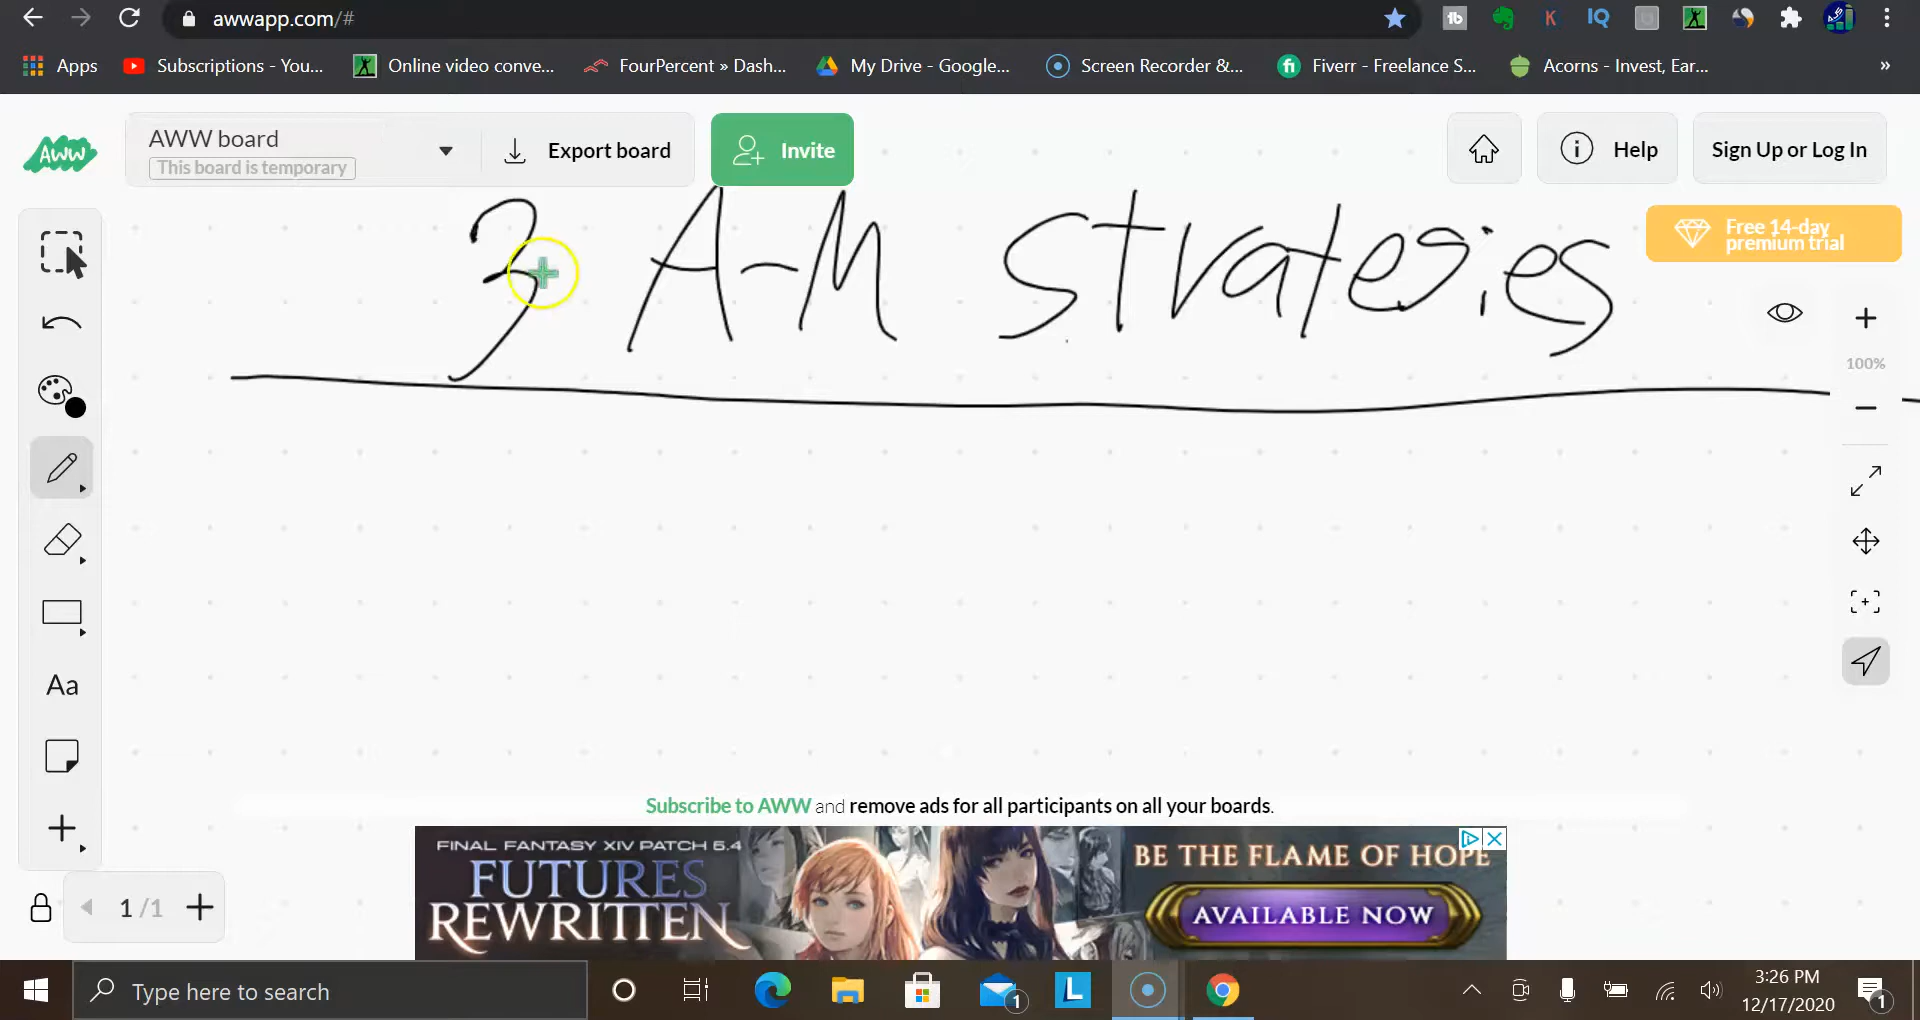 awwapp.com/#
Apps Subscriptions - You... Online video conve... FourPercent » Dash... My Drive - Google... Screen Recorder &... Fiverr - Freelance S... Acorns - Invest, Ear... »
AWW board
This board is temporary
Export board
Invite
Help
Sign Up or Log In
Free 14-day
premium trial
3 A-M Strategies
100%
Aa
Subscribe to AWW and remove ads for all participants on all your boards.
FINAL FANTASY XIV PATCH 5.4
FUTURES
REWRITTEN
BE THE FLAME OF HOPE
AVAILABLE NOW
1 /1
Type here to search
1
L
3:26 PM
12/17/2020
1